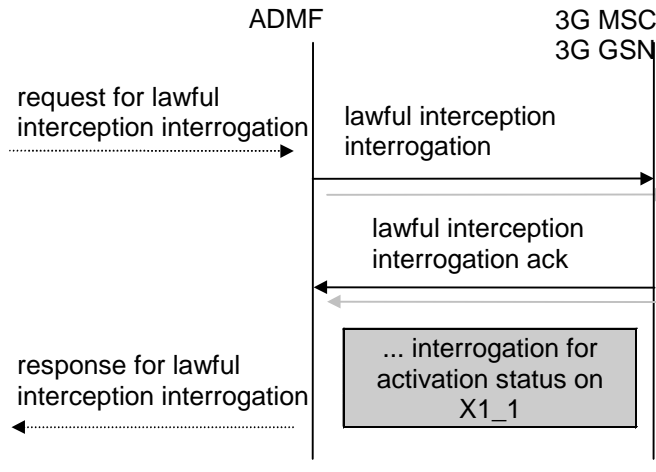 ADMF
3G MSC
3G GSN
request for lawful
interception interrogation
lawful interception
interrogation
lawful interception
interrogation ack
... interrogation for
activation status on
X1_1
response for lawful
interception interrogation